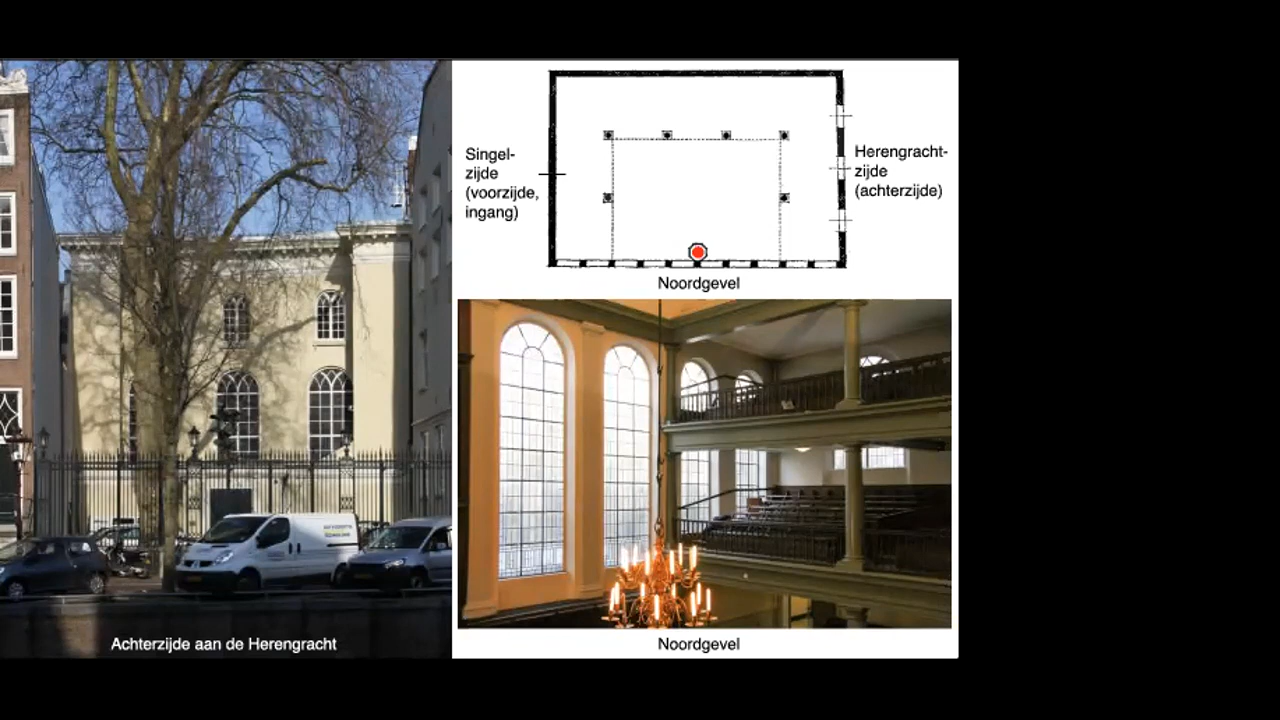 Singel-
zijde
(voorzijde,
ingang)
Herengracht-
zijde
(achterzijde)
Noordgevel
Noordgevel
Achterzijde aan de Herengracht